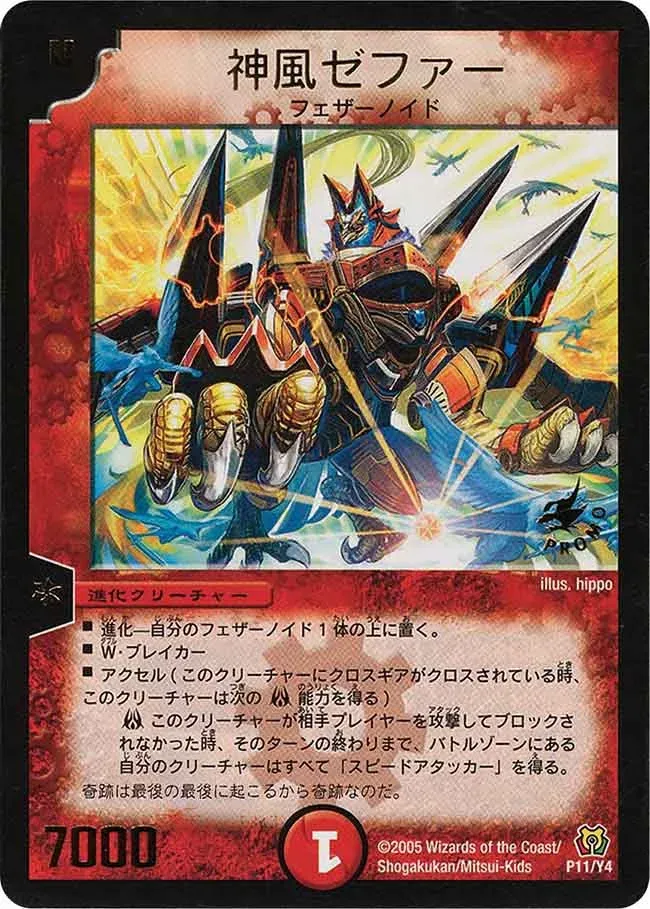 神風ゼファー
フェザーノイド
PROMO
illus. hippo
進化クリーチャー
■ 進化—自分のフェザーノイド1体の上に置く。
■ W・ブレイカー
■ アクセル（このクリーチャーにクロスギアがクロスされている時、
このクリーチャーは次の 能力を得る）
このクリーチャーが相手プレイヤーを攻撃してブロックさ
れなかった時、そのターンの終わりまで、バトルゾーンにある
自分のクリーチャーはすべて「スピードアタッカー」を得る。
奇跡は最後の最後に起こるから奇跡なのだ。
7000
1
©2005 Wizards of the Coast/
Shogakukan/Mitsui-Kids
P11/Y4